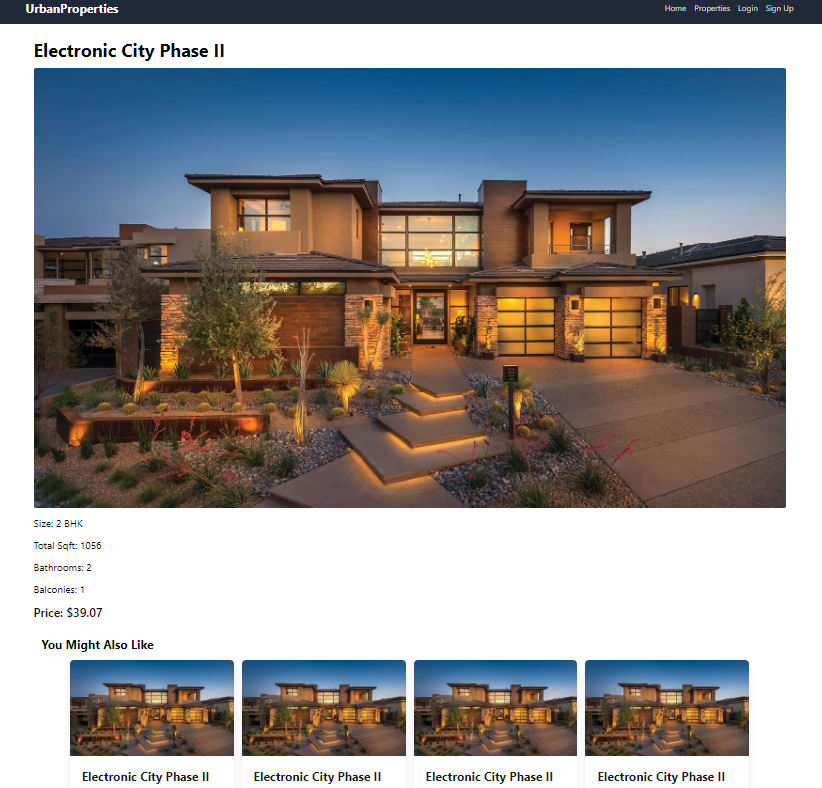 UrbanProperties
Home Properties Login Sign Up
Electronic City Phase II
Size: 2 BHK
Total Sqft: 1056
Bathrooms: 2
Balconies: 1
Price: $39.07
You Might Also Like
Electronic City Phase II Electronic City Phase II Electronic City Phase II Electronic City Phase II